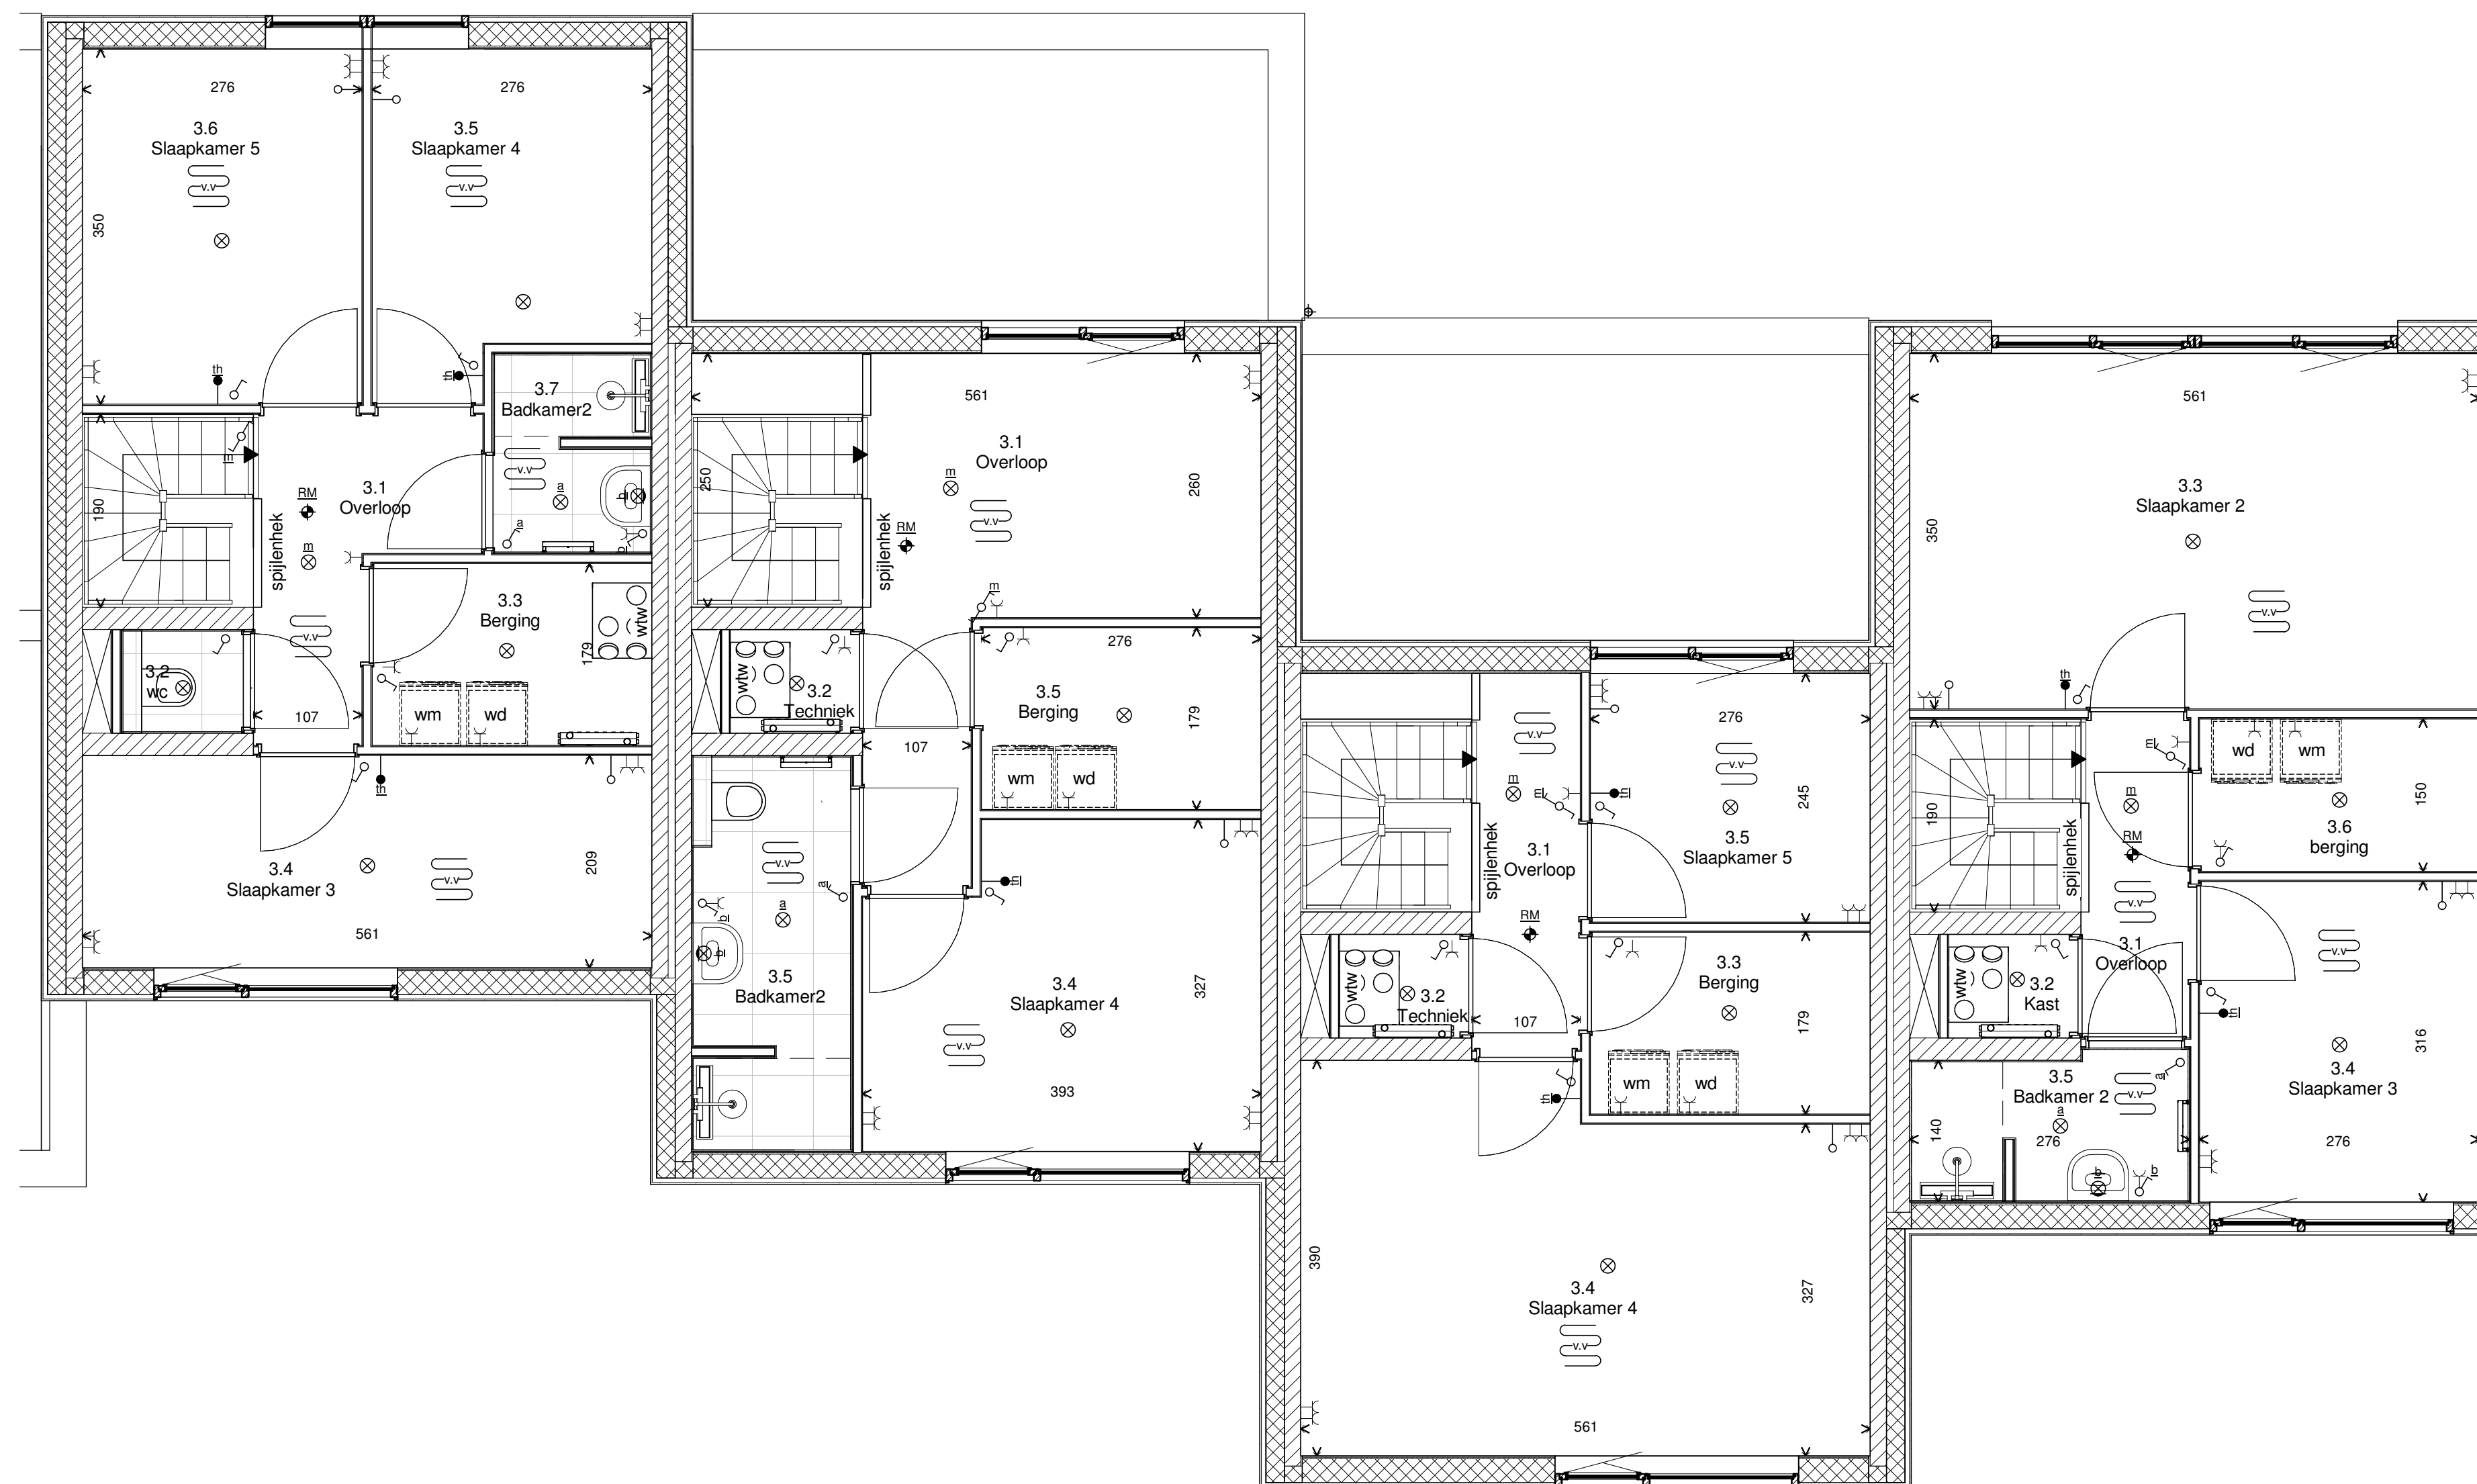 276
276
3.6
Slaapkamer 5
v.v
3.5
Slaapkamer 4
v.v
350
th
th
3.7
Badkamer2
v.v
a
b
a
b
m
190
RM
3.1
Overloop
m
spijlenhek
v.v
3.3
Berging
wtw
179
3.2
wc
107
wm
wd
th
3.4
Slaapkamer 3
v.v
209
561
561
3.1
Overloop
m
v.v
250
260
RM
spijlenhek
m
276
wtw
3.2
Techniek
3.5
Berging
179
107
wm
wd
v.v
a
a
b
b
3.5
Badkamer2
th
3.4
Slaapkamer 4
v.v
327
393
v.v
276
v.v
m
m
th
245
3.5
Slaapkamer 5
spijlenhek
3.1
Overloop
RM
wtw
3.2
Techniek
107
3.3
Berging
179
wm
wd
th
390
3.4
Slaapkamer 4
v.v
327
561
561
3.3
Slaapkamer 2
350
v.v
th
m
wd
wm
m
190
RM
150
3.6
berging
spijlenhek
v.v
3.1
Overloop
v.v
wtw
3.2
Kast
th
316
3.5
Badkamer 2
v.v
a
a
140
276
b
b
3.4
Slaapkamer 3
276